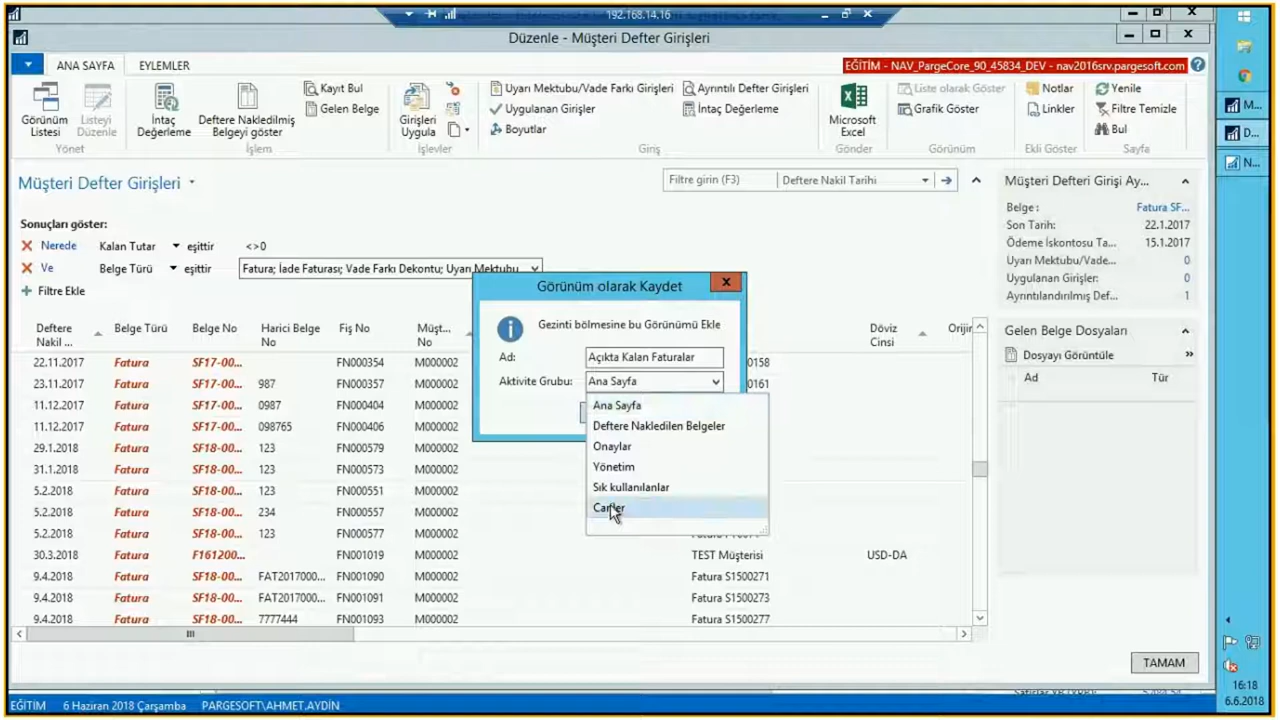 192.168.14.16
Düzenle - Müşteri Defter Girişleri
ANA SAYFA EYLEMLER
EĞİTİM - NAV_PargeCore_90_45834_DEV - nav2016srv.pargesoft.com
Görünüm Listesi
Listeyi Düzenle
Yönet
İntaç Değerleme
Deftere Nakledilmiş Belgeyi göster
Kayıt Bul
Gelen Belge
İşlem
Girişleri Uygula
İşlevler
Uyarı Mektubu/Vade Farkı Girişleri
Uygulanan Girişler
Boyutlar
Ayrıntılı Defter Girişleri
İntaç Değerleme
Giriş
Microsoft Excel
Gönder
Liste olarak Göster
Grafik Göster
Görünüm
Notlar
Linkler
Ekli Göster
Yenile
Filtre Temizle
Bul
Sayfa
M...
D...
N...
Müşteri Defter Girişleri
Filtre girin (F3) Deftere Nakil Tarihi
Sonuçları göster:
Nerede Kalan Tutar eşittir <>0
Ve Belge Türü eşittir Fatura; İade Faturası; Vade Farkı Dekontu; Uyarı Mektubu
Filtre Ekle
Deftere Nakil ... Belge Türü Belge No Harici Belge No Fiş No Müşt... No Döviz Cinsi Orijin
22.11.2017 Fatura SF17-00... FN000354 M000002 0158
23.11.2017 Fatura SF17-00... 987 FN000357 M000002 0161
11.12.2017 Fatura SF17-00... 0987 FN000404 M000002
11.12.2017 Fatura SF17-00... 098765 FN000406 M000002
29.1.2018 Fatura SF18-00... 123 FN000579 M000002
31.1.2018 Fatura SF18-00... 123 FN000573 M000002
5.2.2018 Fatura SF18-00... 123 FN000551 M000002
5.2.2018 Fatura SF18-00... 234 FN000557 M000002
5.2.2018 Fatura SF18-00... 123 FN000577 M000002
30.3.2018 Fatura F161200... FN001019 M000002 TEST Müşterisi USD-DA
9.4.2018 Fatura SF18-00... FAT2017000... FN001090 M000002 Fatura S1500271
9.4.2018 Fatura SF18-00... FAT2017000... FN001091 M000002 Fatura S1500273
9.4.2018 Fatura SF18-00... 7777444 FN001093 M000002 Fatura S1500277
Görünüm olarak Kaydet
Gezinti bölmesine bu Görünümü Ekle
Ad: Açıkta Kalan Faturalar
Aktivite Grubu: Ana Sayfa
Ana Sayfa
Deftere Nakledilen Belgeler
Onaylar
Yönetim
Sık kullanılanlar
Müşteri Defteri Girişi Ay...
Belge : Fatura SF...
Son Tarih: 22.1.2017
Ödeme İskontosu Ta... 15.1.2017
Uyarı Mektubu/Vade... 0
Uygulanan Girişler: 0
Ayrıntılandırılmış Def... 1
Gelen Belge Dosyaları
Dosyayı Görüntüle
Ad Tür
TAMAM
EĞİTİM 6 Haziran 2018 Çarşamba PARGESOFT\AHMET.AYDİN
16:18
6.6.2018